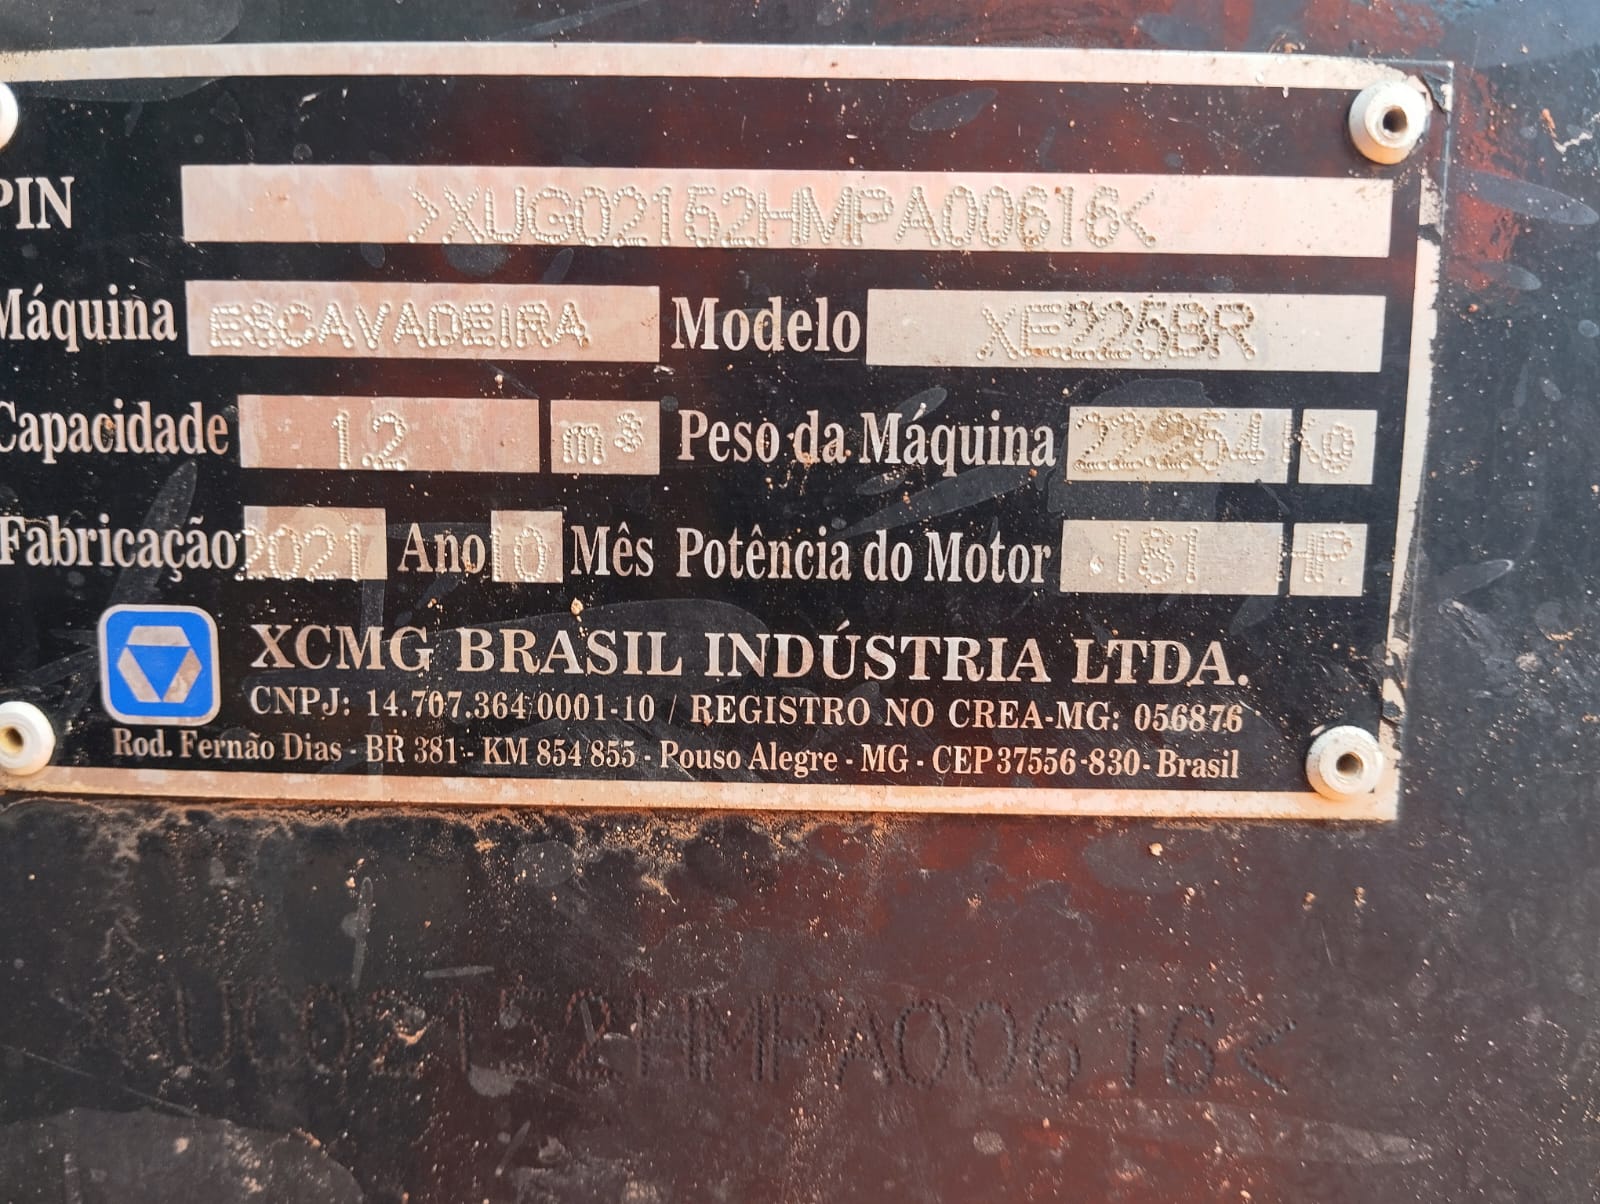 PIN >XUG02152HMPA00616<
Máquina ESCAVADEIRA Modelo XE225BR
Capacidade 1.2 m³ Peso da Máquina 22.254 Kg
Fabricação 2021 Ano 10 Mês Potência do Motor 181 HP.
XCMG BRASIL INDÚSTRIA LTDA.
CNPJ: 14.707.364/0001-10 / REGISTRO NO CREA-MG: 056876
Rod. Fernão Dias - BR 381 - KM 854 855 - Pouso Alegre - MG - CEP 37556-830 - Brasil
XUG02152HMPA00616<